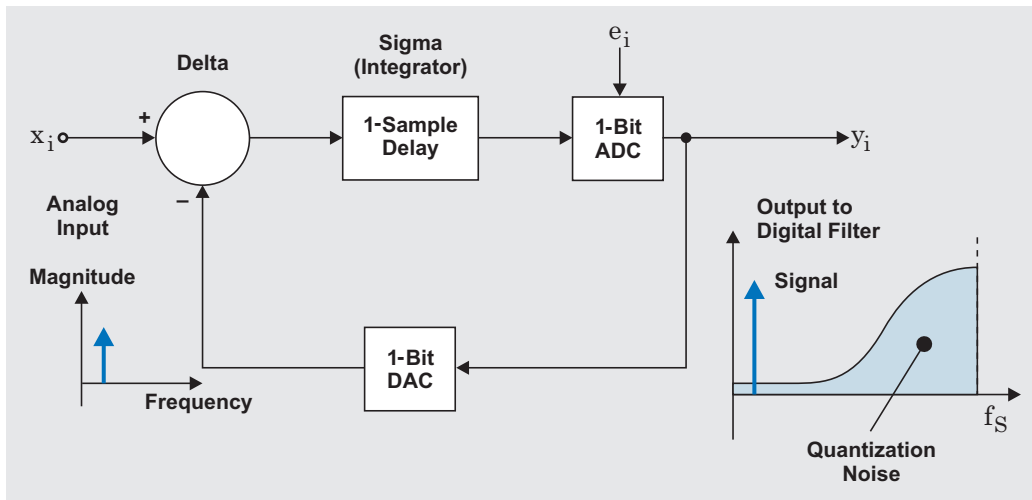 Delta
Sigma
(Integrator)
e_i
x_i
+
1-Sample
Delay
1-Bit
ADC
y_i
–
Analog
Input
Magnitude
Frequency
1-Bit
DAC
Output to
Digital Filter
Signal
f_S
Quantization
Noise